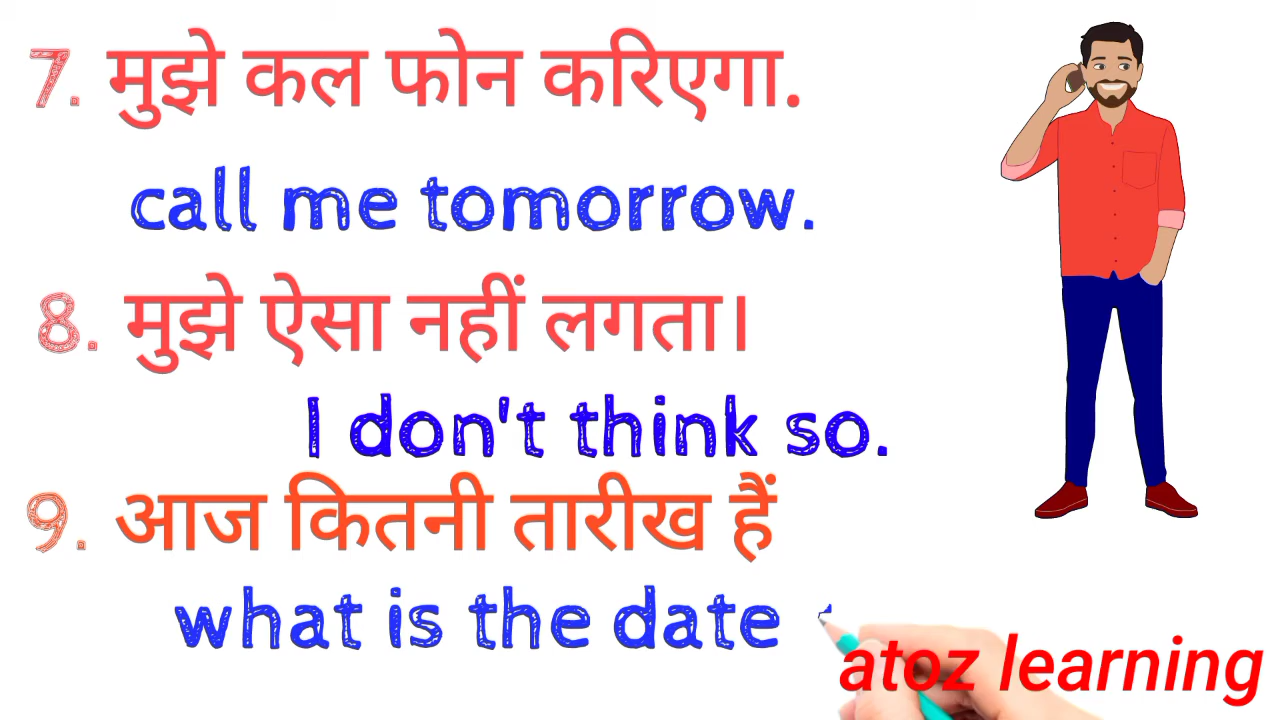 7. मुझे कल फोन करिएगा.
call me tomorrow.
8. मुझे ऐसा नहीं लगता।
I don't think so.
9. आज कितनी तारीख हैं
what is the date
atoz learning